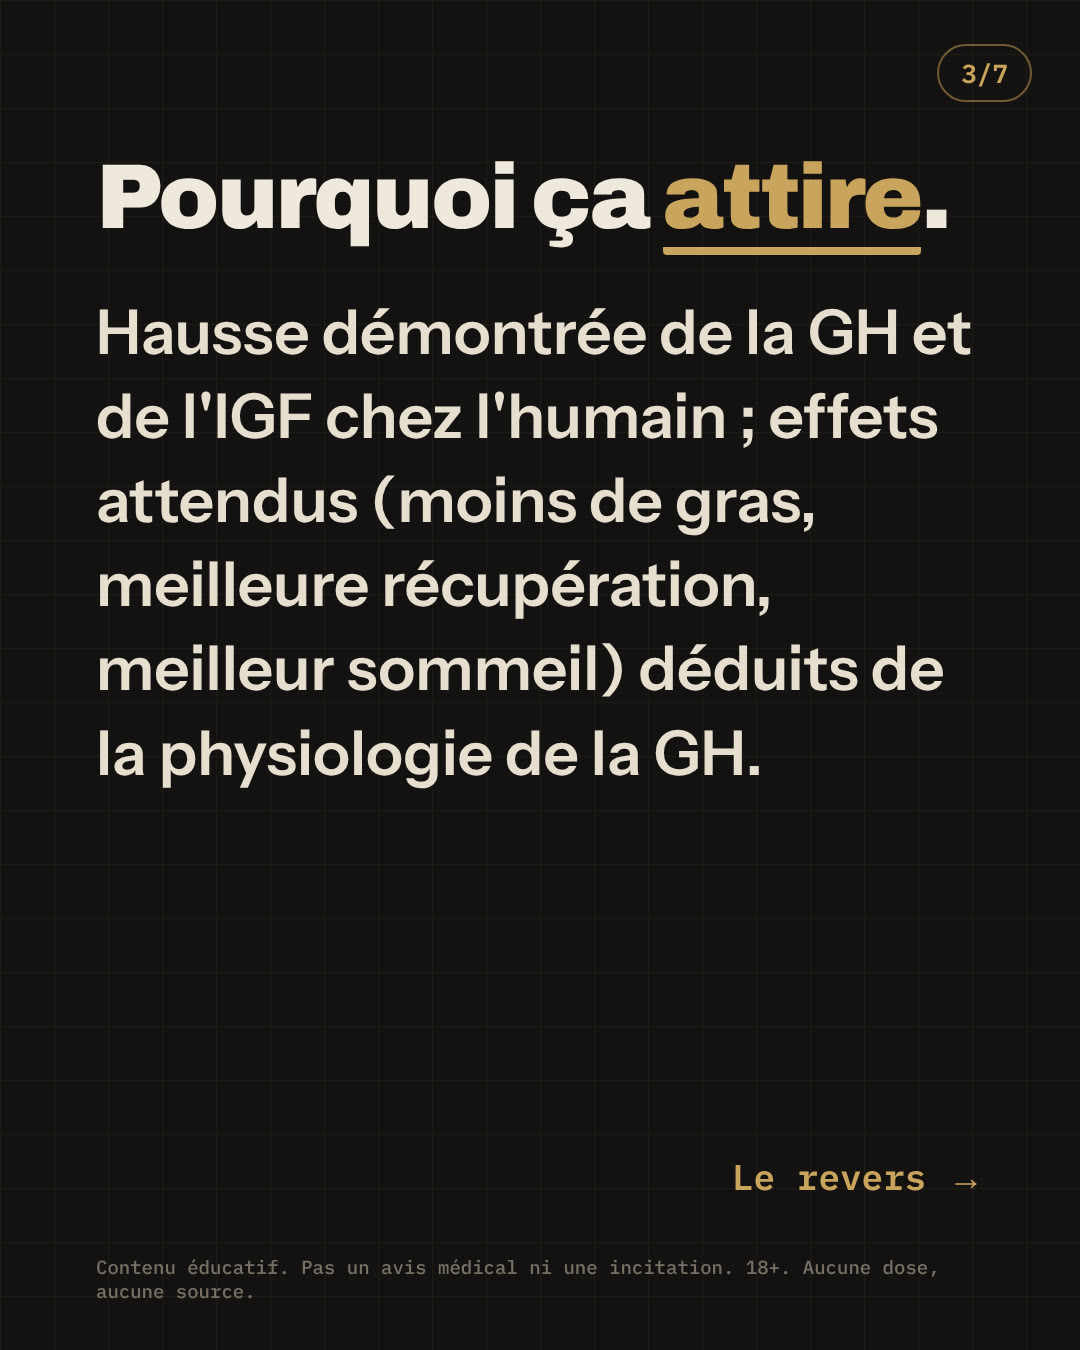 3/7
Pourquoi ça attire.
Hausse démontrée de la GH et
de l'IGF chez l'humain ; effets
attendus (moins de gras,
meilleure récupération,
meilleur sommeil) déduits de
la physiologie de la GH.
Le revers →
Contenu éducatif. Pas un avis médical ni une incitation. 18+. Aucune dose,
aucune source.